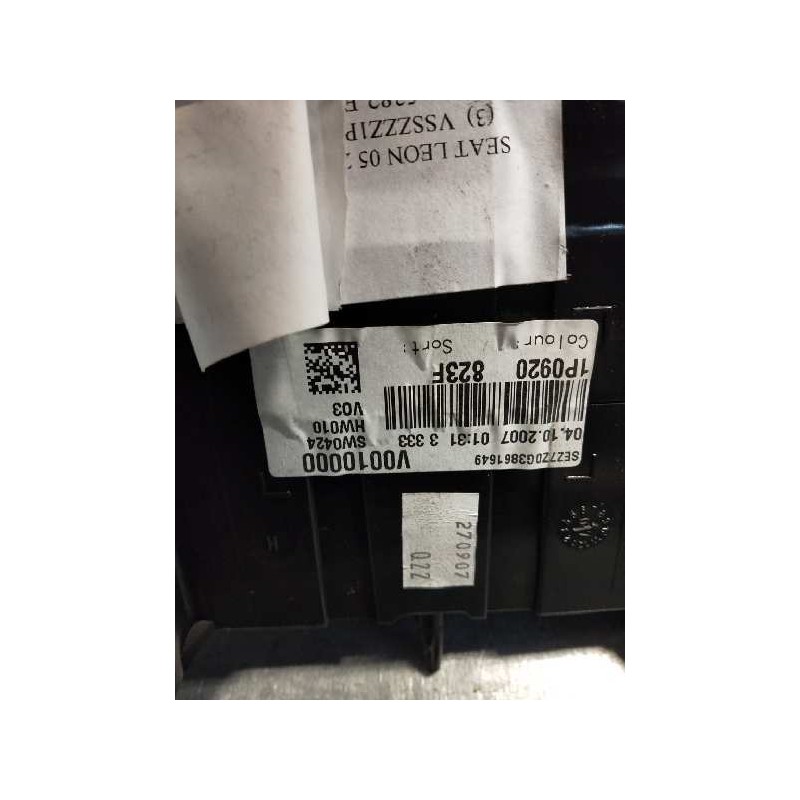 SEAT LEON 05
(3) VSSZZZ1P
Colour:
Sort:
1P0920
823F
04.10.2007 01:31 3 333
SW0424
HW010
V03
SEZ7Z0G3861649
V0010000
270907
Q22
H